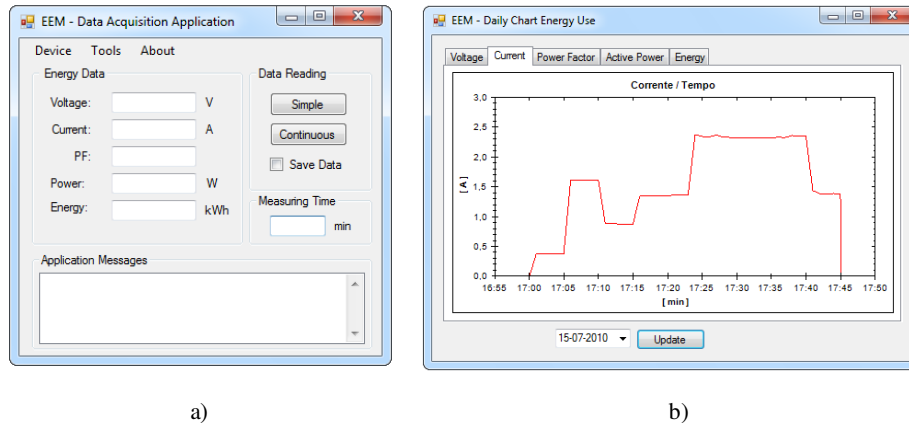 EEM - Data Acquisition Application
Device Tools About
Energy Data
Voltage: V
Current: A
PF:
Power: W
Energy: kWh
Data Reading
Simple
Continuous
Save Data
Measuring Time
min
Application Messages
a)
EEM - Daily Chart Energy Use
Voltage Current Power Factor Active Power Energy
Corrente / Tempo
3,0
2,5
2,0
1,5
1,0
0,5
0,0
[ A ]
16:55 17:00 17:05 17:10 17:15 17:20 17:25 17:30 17:35 17:40 17:45 17:50
[ min ]
15-07-2010 Update
b)